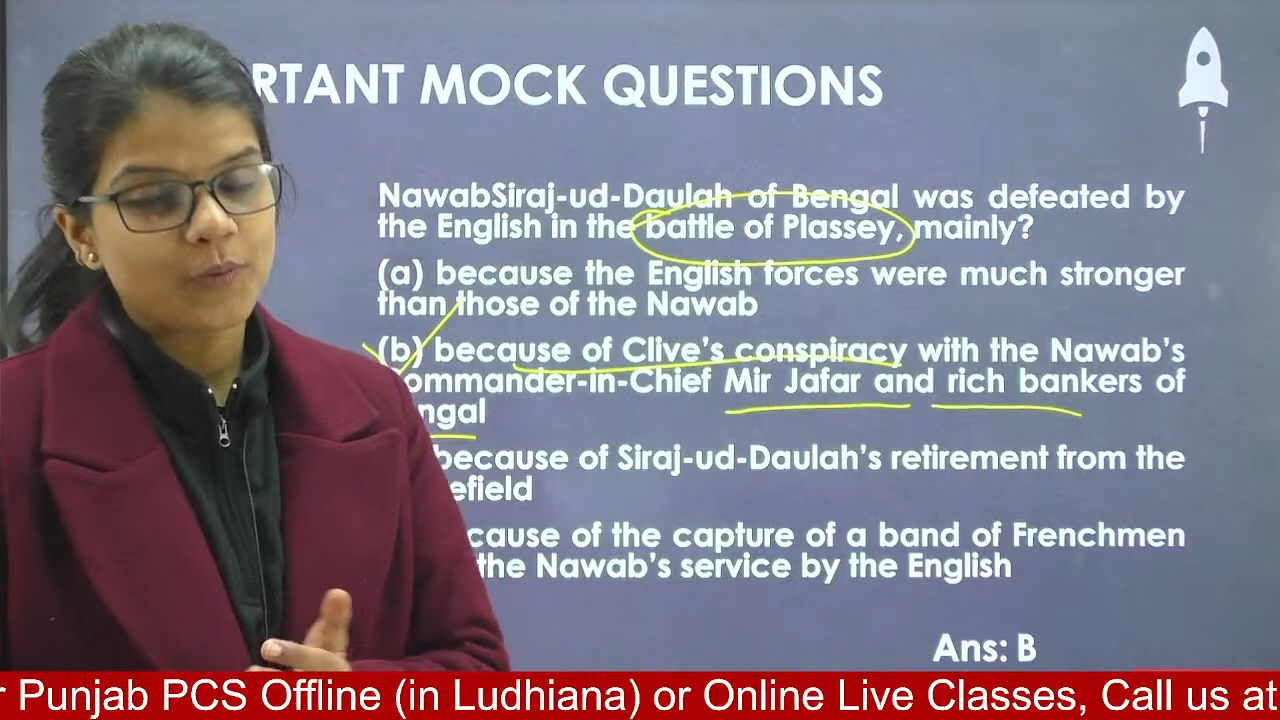 RTANT MOCK QUESTIONS
NawabSiraj-ud-Daulah of Bengal was defeated by
the English in the battle of Plassey, mainly?
(a) because the English forces were much stronger
than those of the Nawab
(b) because of Clive's conspiracy with the Nawab's
ommander-in-Chief Mir Jafar and rich bankers of
ngal
because of Siraj-ud-Daulah's retirement from the
efield
cause of the capture of a band of Frenchmen
the Nawab's service by the English
Ans: B
r Punjab PCS Offline (in Ludhiana) or Online Live Classes, Call us at